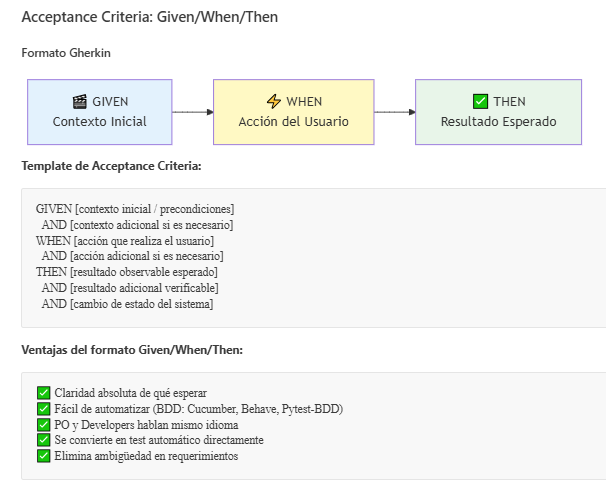 Acceptance Criteria: Given/When/Then
Formato Gherkin
🎬 GIVEN
Contexto Inicial
⚡ WHEN
Acción del Usuario
✅ THEN
Resultado Esperado
Template de Acceptance Criteria:
GIVEN [contexto inicial / precondiciones]
AND [contexto adicional si es necesario]
WHEN [acción que realiza el usuario]
AND [acción adicional si es necesario]
THEN [resultado observable esperado]
AND [resultado adicional verificable]
AND [cambio de estado del sistema]
Ventajas del formato Given/When/Then:
✅ Claridad absoluta de qué esperar
✅ Fácil de automatizar (BDD: Cucumber, Behave, Pytest-BDD)
✅ PO y Developers hablan mismo idioma
✅ Se convierte en test automático directamente
✅ Elimina ambigüedad en requerimientos